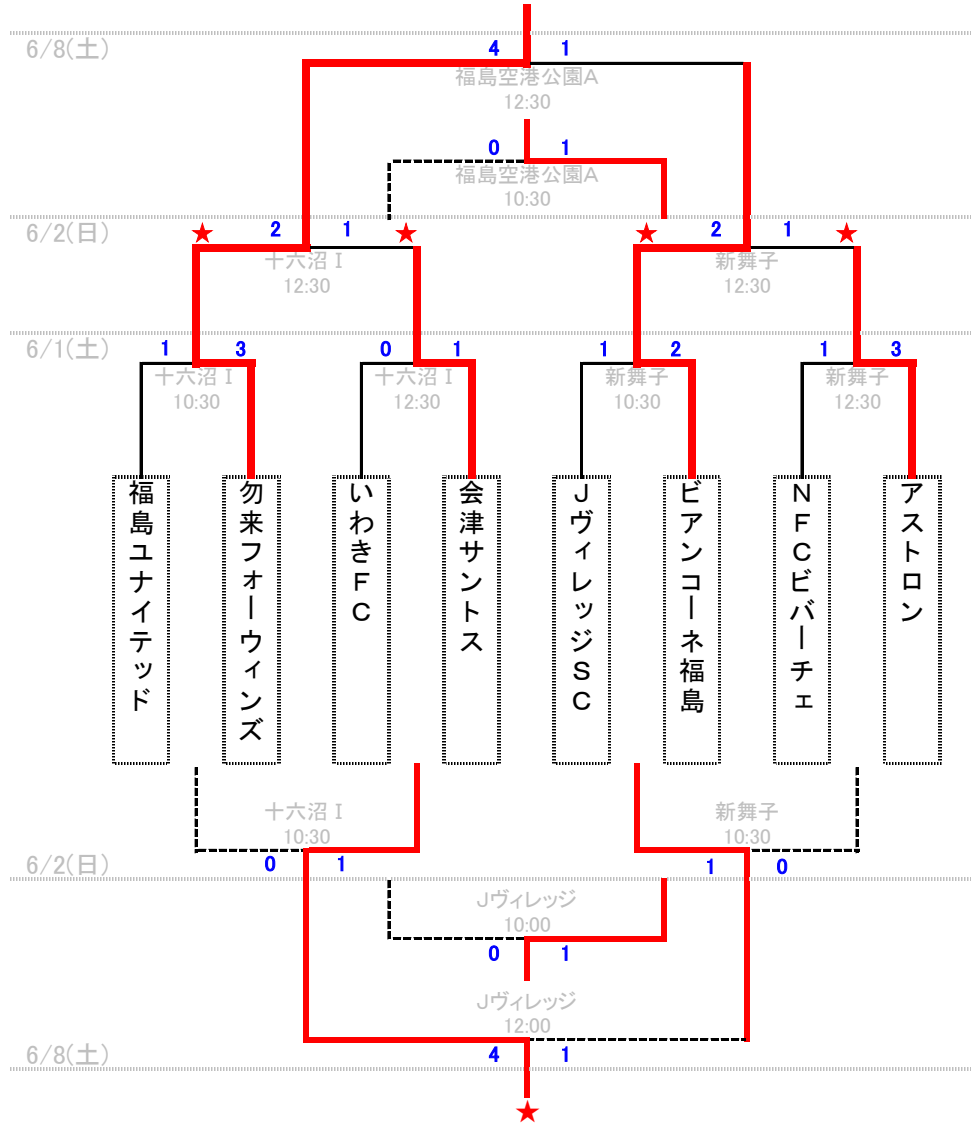 6/8(土)
4 1
福島空港公園A
12:30
0 1
福島空港公園A
10:30
6/2(日)
★ 2 1 ★ ★ 2 1 ★
十六沼 I 新舞子
12:30 12:30
6/1(土)
1 3 0 1 1 2 1 3
十六沼 I 十六沼 I 新舞子 新舞子
10:30 12:30 10:30 12:30
福島ユナイテッド
勿来フォーウィンズ
いわきFC
会津サントス
JヴィレッジSC
ビアンコーネ福島
NFCビバーチェ
アストロン
十六沼 I 新舞子
10:30 10:30
0 1 1 0
6/2(日)
Jヴィレッジ
10:00
0 1
Jヴィレッジ
12:00
6/8(土)
4 1
★